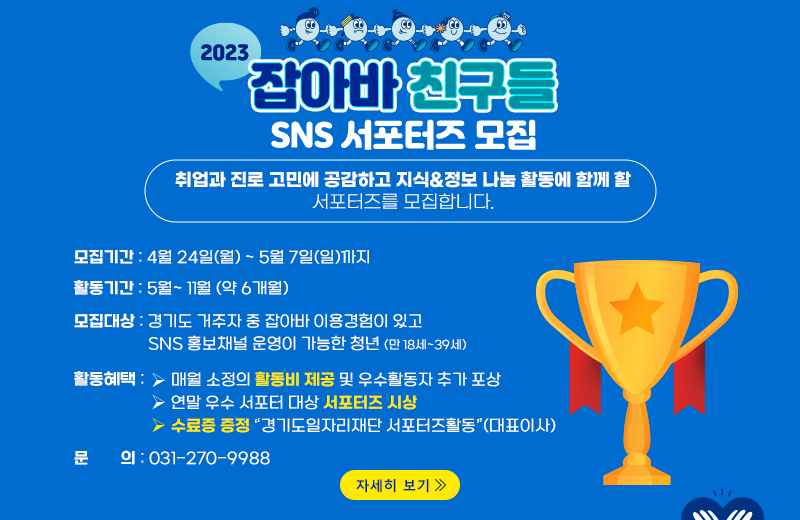 2023
잡아바 친구들
SNS 서포터즈 모집
취업과 진로 고민에 공감하고 지식&정보 나눔 활동에 함께 할
서포터즈를 모집합니다.
모집기간 : 4월 24일(월) ~ 5월 7일(일)까지
활동기간 : 5월~ 11월 (약 6개월)
모집대상 : 경기도 거주자 중 잡아바 이용경험이 있고
SNS 홍보채널 운영이 가능한 청년 (만 18세~39세)
활동혜택 : ➢ 매월 소정의 활동비 제공 및 우수활동자 추가 포상
➢ 연말 우수 서포터 대상 서포터즈 시상
➢ 수료증 증정 “경기도일자리재단 서포터즈활동”(대표이사)
문 의 : 031-270-9988
자세히 보기 »